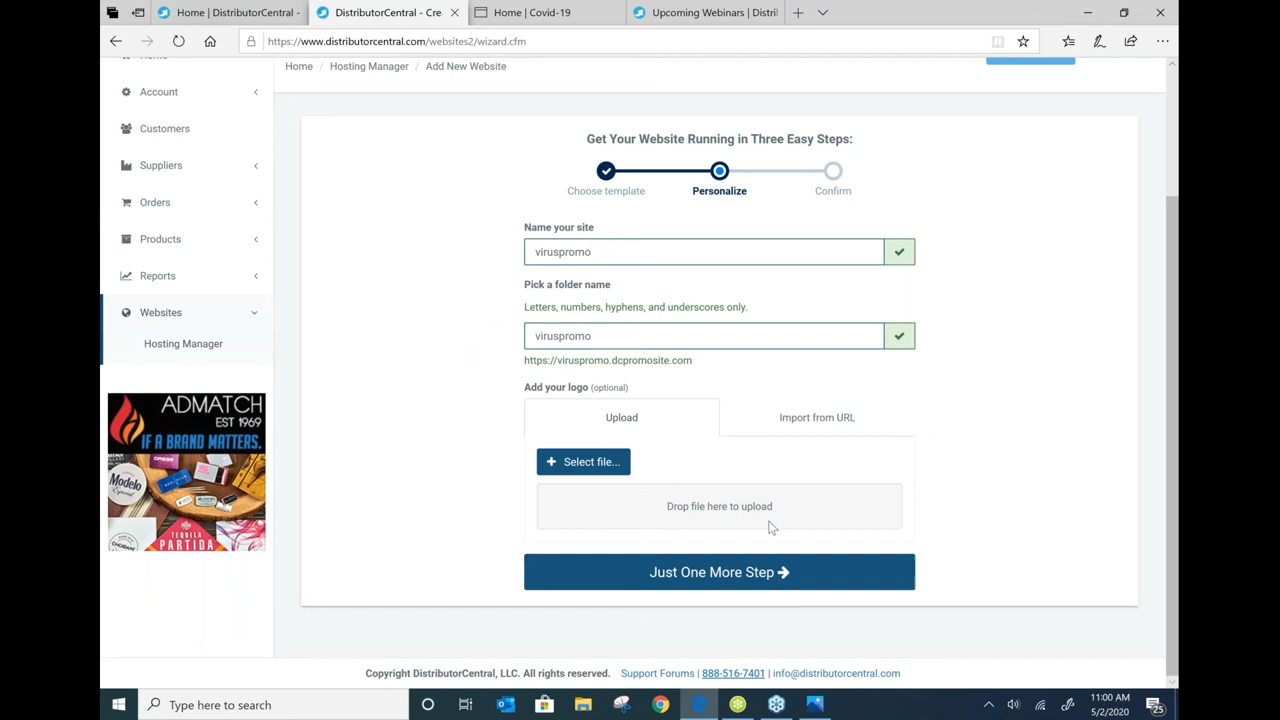 Home | DistributorCentral -
DistributorCentral - Cre
Home | Covid-19
Upcoming Webinars | Distril
https://www.distributorcentral.com/websites2/wizard.cfm
Home / Hosting Manager / Add New Website
Account
Customers
Suppliers
Orders
Products
Reports
Websites
Hosting Manager
ADMATCH
EST 1969
IF A BRAND MATTERS.
Modelo
Especial
TEQUILA
PARTIDA
Get Your Website Running in Three Easy Steps:
Choose template
Personalize
Confirm
Name your site
viruspromo
Pick a folder name
Letters, numbers, hyphens, and underscores only.
viruspromo
https://viruspromo.dcpromosite.com
Add your logo (optional)
Upload
Import from URL
+ Select file...
Drop file here to upload
Just One More Step
Copyright DistributorCentral, LLC. All rights reserved. Support Forums | 888-516-7401 | info@distributorcentral.com
Type here to search
11:00 AM
5/2/2020
25